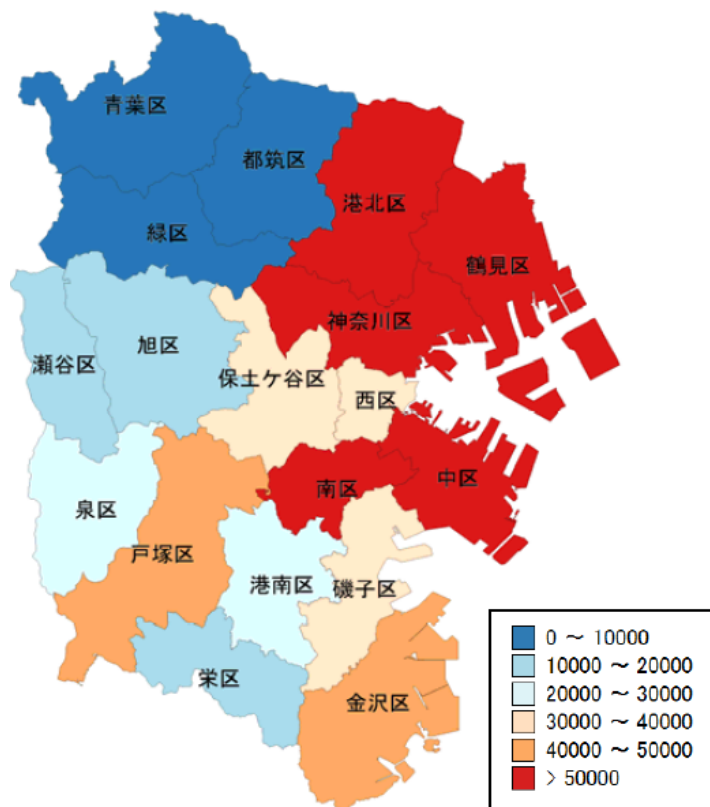 青葉区
都筑区
港北区
緑区
鶴見区
神奈川区
旭区
瀬谷区
保土ケ谷区
西区
中区
南区
泉区
戸塚区
港南区
磯子区
栄区
金沢区
0 ～ 10000
10000 ～ 20000
20000 ～ 30000
30000 ～ 40000
40000 ～ 50000
> 50000